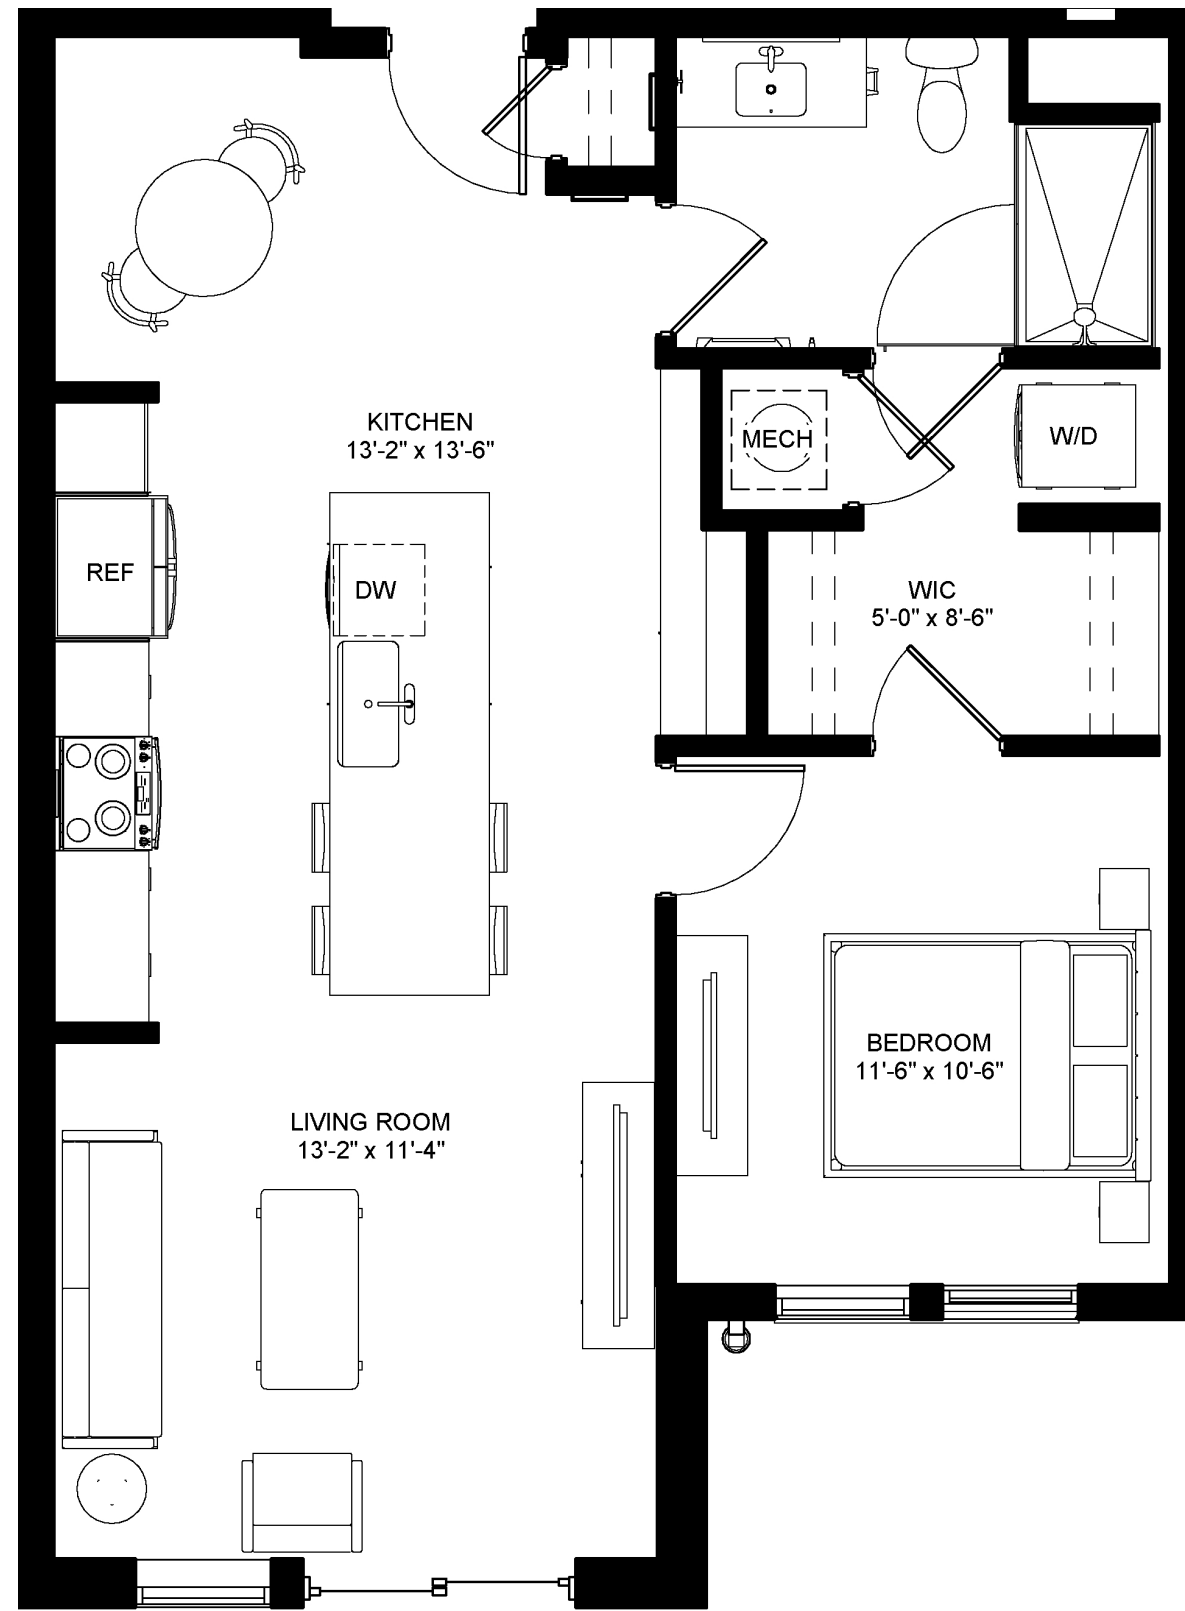 KITCHEN
13'-2" x 13'-6"
MECH
W/D
REF
DW
WIC
5'-0" x 8'-6"
BEDROOM
11'-6" x 10'-6"
LIVING ROOM
13'-2" x 11'-4"